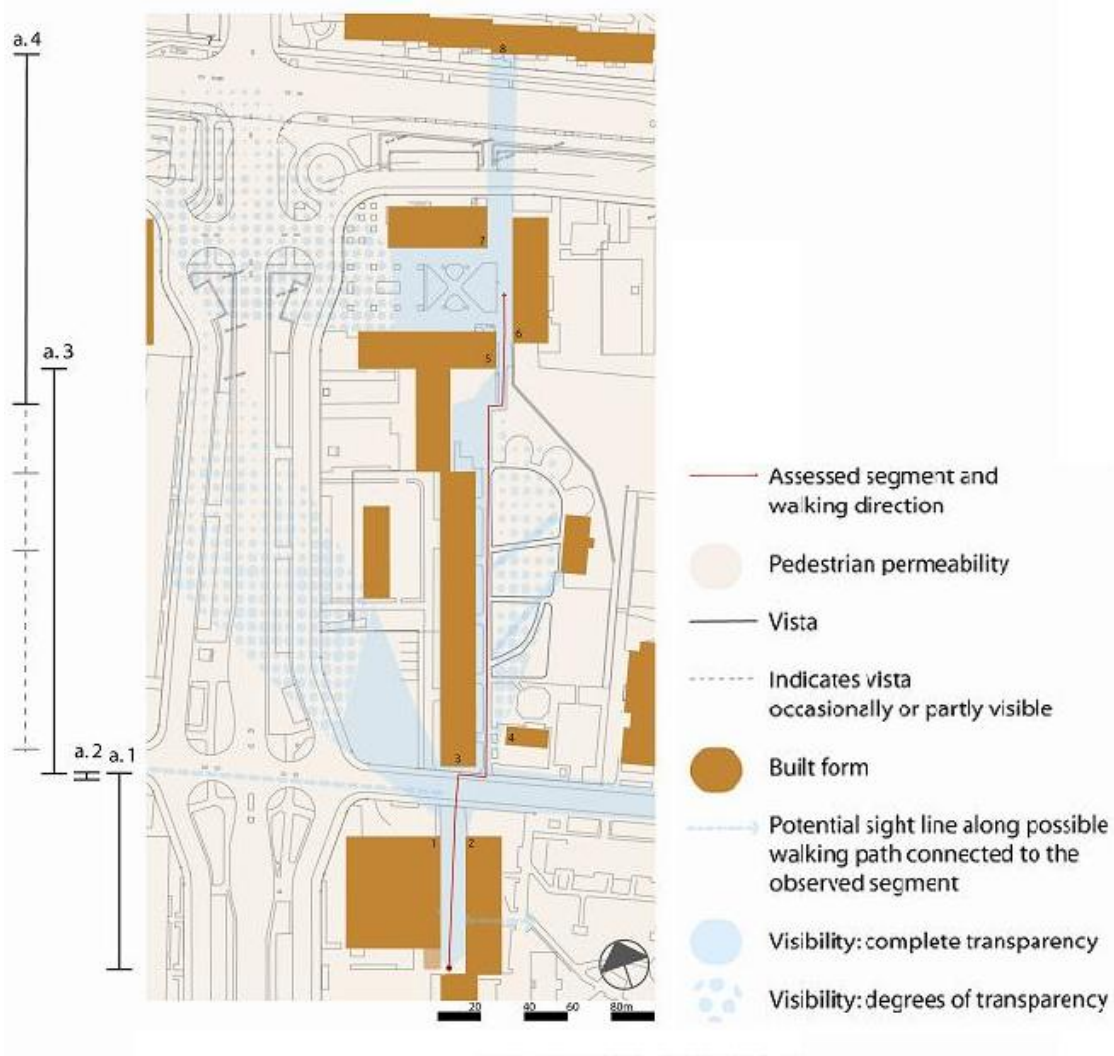 a.4
7
8
7
a.3
6
5
Assessed segment and
walking direction
Pedestrian permeability
Vista
Indicates vista
occasionally or partly visible
4
3
a.2 a.1
Built form
Potential sight line along possible
walking path connected to the
observed segment
1 2
Visibility: complete transparency
Visibility: degrees of transparency
20 40 60 80m